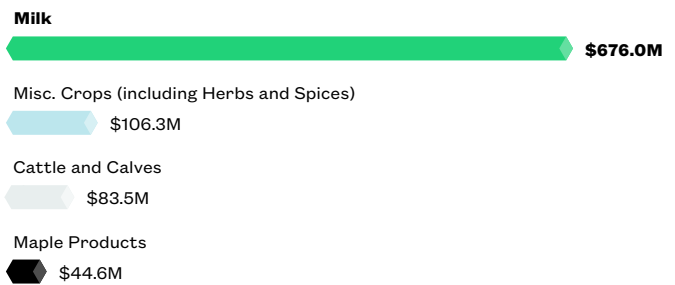 Milk
$676.0M
Misc. Crops (including Herbs and Spices)
$106.3M
Cattle and Calves
$83.5M
Maple Products
$44.6M